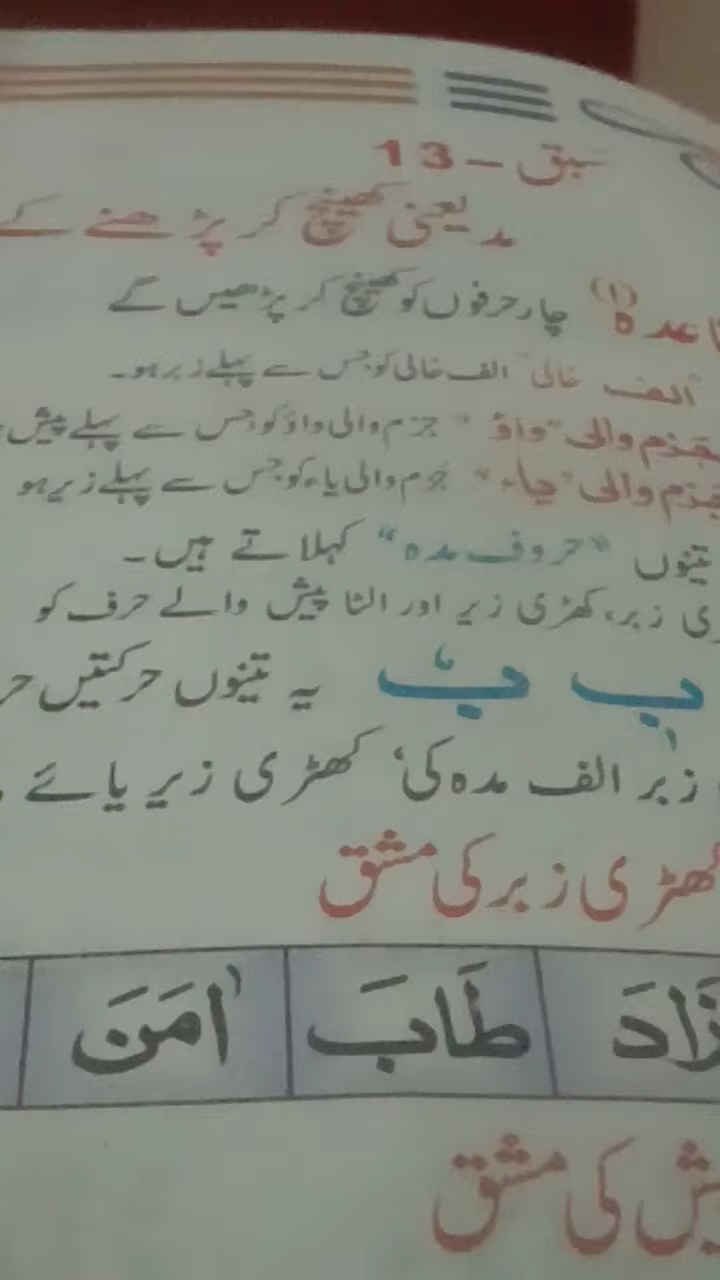 سبق – 13
مد یعنی کھینچ کر پڑھنے کے
(۱) چار حرفوں کو کھینچ کر پڑھیں گے
"الف خالی" الف خالی کو جس سے پہلے زبر ہو۔
جزم والی "واؤ" جزم والی واؤ کو جس سے پہلے پیش
جزم والی "یاء" جزم والی یاء کو جس سے پہلے زیر ہو
تینوں "حروف مدہ" کہلاتے ہیں۔
زبر، کھڑی زیر اور الٹا پیش والے حرف کو
یہ تینوں حرکتیں
زبر الف مدہ کی، کھڑی زیر یائے
کھڑی زبر کی مشق
زَادَ طَابَ اٰمَنَ
کی مشق